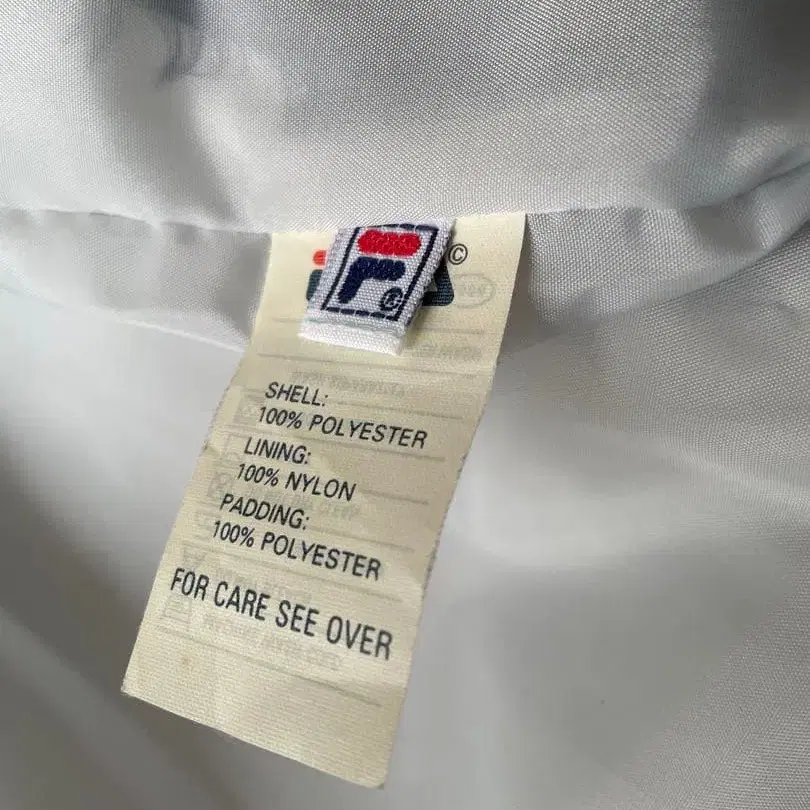 F
©
SHELL:
100% POLYESTER
LINING:
100% NYLON
PADDING:
100% POLYESTER
FOR CARE SEE OVER